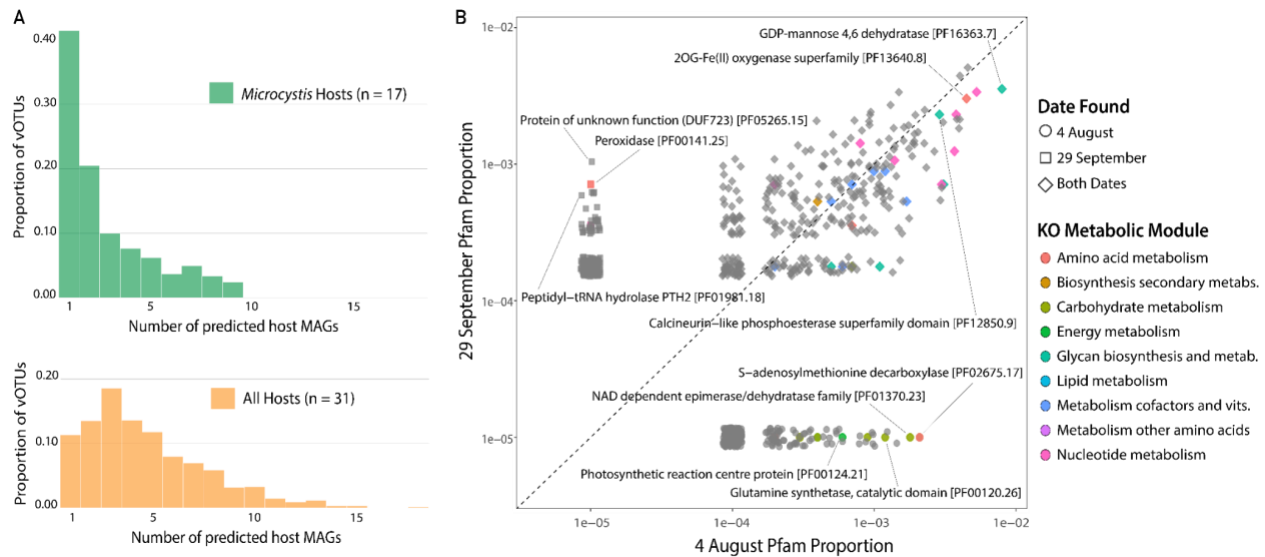 A
0.40
0.30
0.20
0.10
0.00
Proportion of vOTUs
Microcystis Hosts (n = 17)
1
5
10
15
Number of predicted host MAGs
0.20
0.10
0.00
Proportion of vOTUs
All Hosts (n = 31)
1
5
10
15
Number of predicted host MAGs
B
1e−02
1e−03
1e−04
1e−05
29 September Pfam Proportion
GDP-mannose 4,6 dehydratase [PF16363.7]
2OG-Fe(II) oxygenase superfamily [PF13640.8]
Protein of unknown function (DUF723) [PF05265.15]
Peroxidase [PF00141.25]
Peptidyl−tRNA hydrolase PTH2 [PF01981.18]
Calcineurin−like phosphoesterase superfamily domain [PF12850.9]
S−adenosylmethionine decarboxylase [PF02675.17]
NAD dependent epimerase/dehydratase family [PF01370.23]
Photosynthetic reaction centre protein [PF00124.21]
Glutamine synthetase, catalytic domain [PF00120.26]
1e−05
1e−04
1e−03
1e−02
4 August Pfam Proportion
Date Found
4 August
29 September
Both Dates
KO Metabolic Module
Amino acid metabolism
Biosynthesis secondary metabs.
Carbohydrate metabolism
Energy metabolism
Glycan biosynthesis and metab.
Lipid metabolism
Metabolism cofactors and vits.
Metabolism other amino acids
Nucleotide metabolism